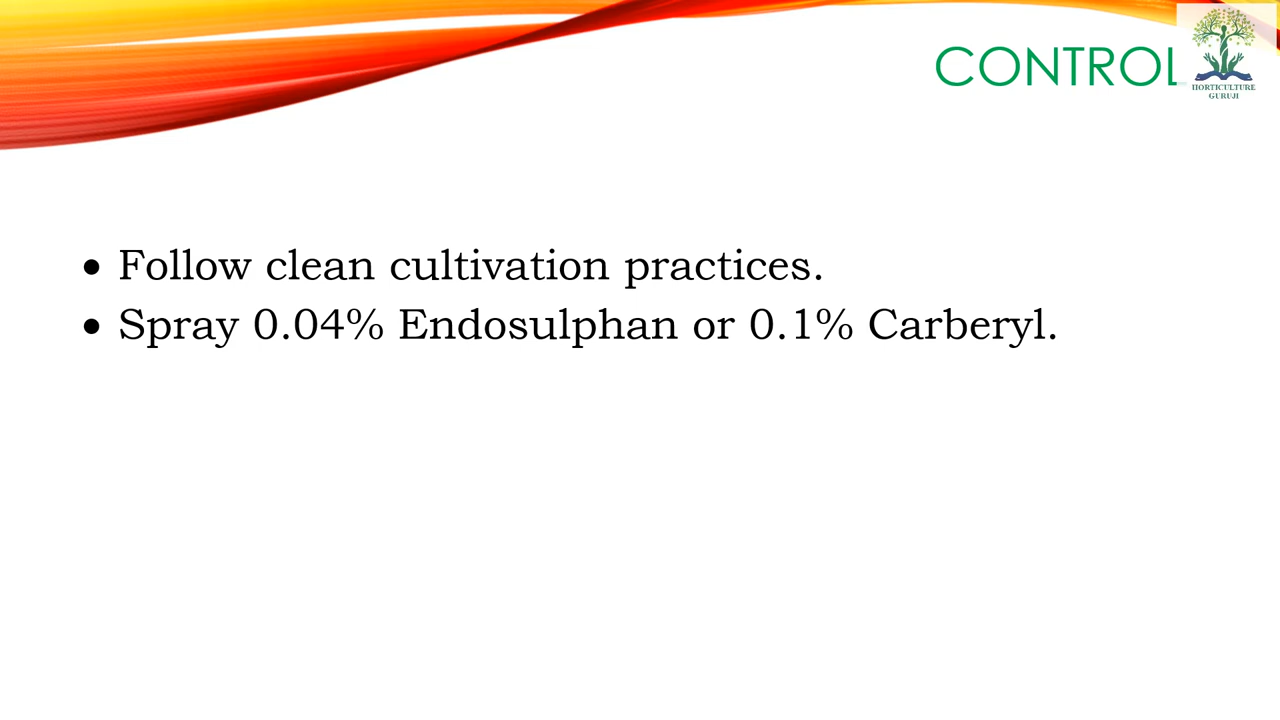 CONTROL
HORTICULTURE
GURUJI
• Follow clean cultivation practices.
• Spray 0.04% Endosulphan or 0.1% Carberyl.